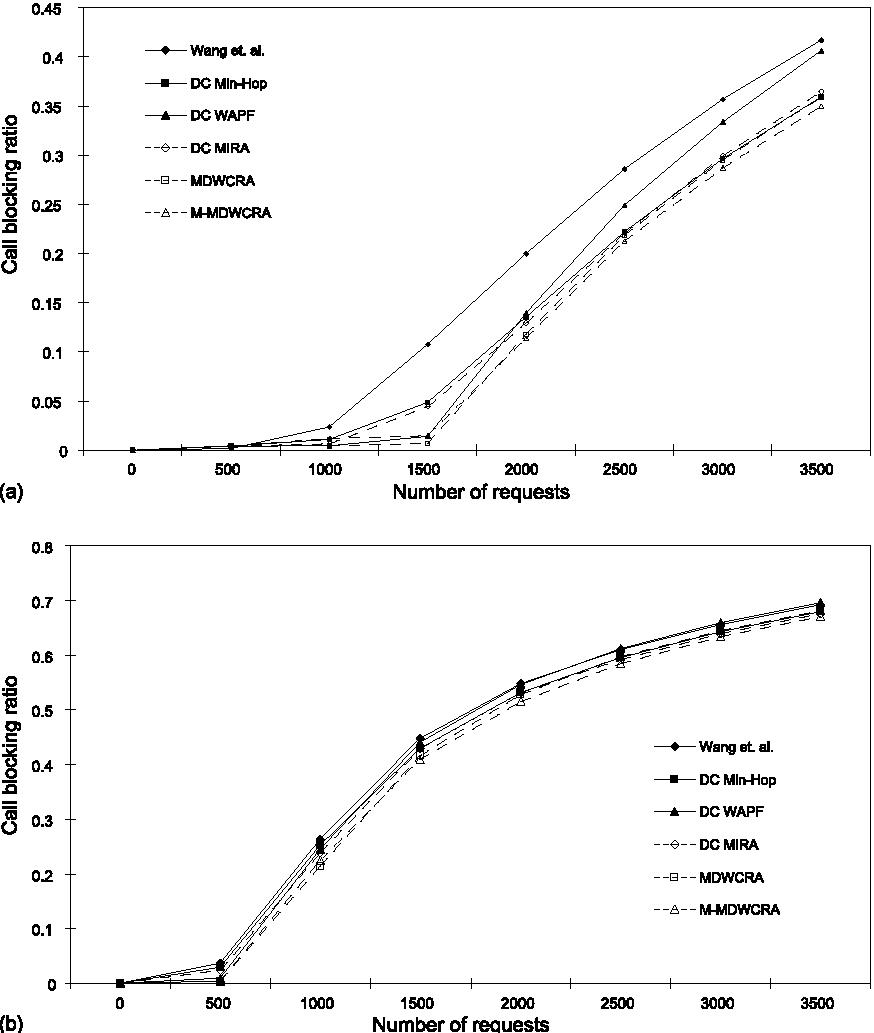 0.45
0.4
0.35
0.3
0.25
0.2
0.15
0.1
0.05
0
Call blocking ratio
Wang et. al.
DC Min-Hop
DC WAPF
DC MIRA
MDWCRA
M-MDWCRA
0 500 1000 1500 2000 2500 3000 3500
(a)
Number of requests
0.8
0.7
0.6
0.5
0.4
0.3
0.2
0.1
0
Call blocking ratio
Wang et. al.
DC Min-Hop
DC WAPF
DC MIRA
MDWCRA
M-MDWCRA
0 500 1000 1500 2000 2500 3000 3500
(b)
Number of requests